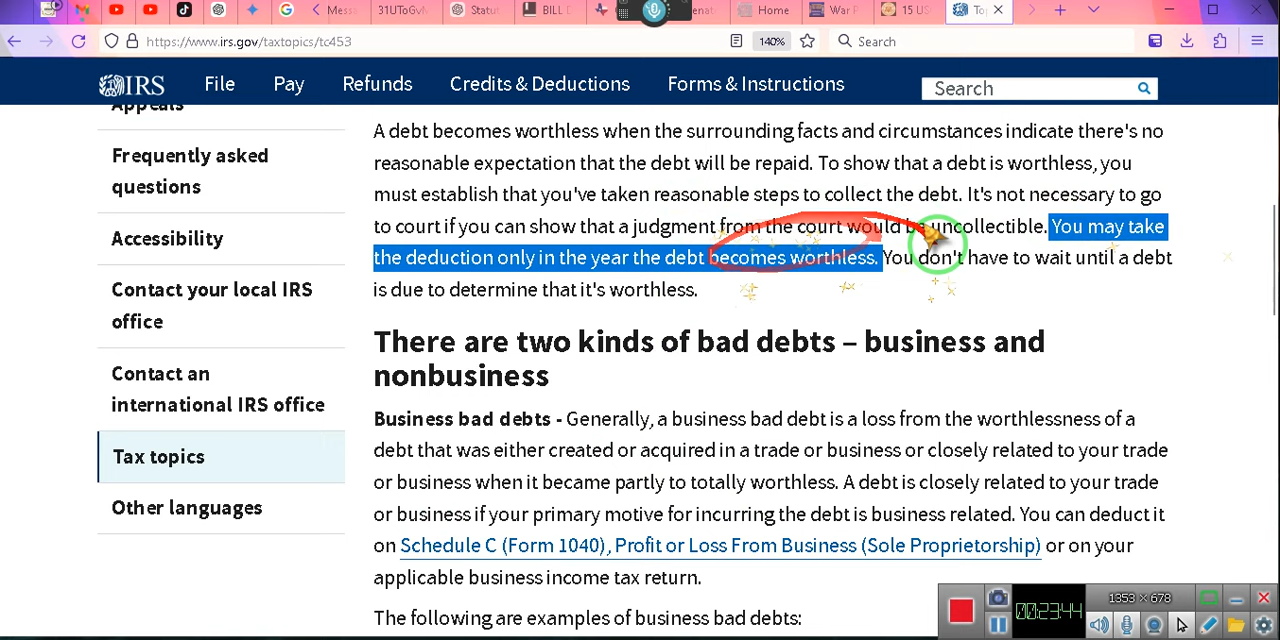 Mess
31UToGv
Statu
BILL
enat
Home
War P
15 US
To
https://www.irs.gov/taxtopics/tc453
140%
Search
IRS
File
Pay
Refunds
Credits & Deductions
Forms & Instructions
Search
Appeals
Frequently asked
questions
Accessibility
Contact your local IRS
office
Contact an
international IRS office
Tax topics
Other languages
A debt becomes worthless when the surrounding facts and circumstances indicate there's no
reasonable expectation that the debt will be repaid. To show that a debt is worthless, you
must establish that you've taken reasonable steps to collect the debt. It's not necessary to go
to court if you can show that a judgment from the court would be uncollectible. You may take
the deduction only in the year the debt becomes worthless. You don't have to wait until a debt
is due to determine that it's worthless.
There are two kinds of bad debts – business and
nonbusiness
Business bad debts - Generally, a business bad debt is a loss from the worthlessness of a
debt that was either created or acquired in a trade or business or closely related to your trade
or business when it became partly to totally worthless. A debt is closely related to your trade
or business if your primary motive for incurring the debt is business related. You can deduct it
on Schedule C (Form 1040), Profit or Loss From Business (Sole Proprietorship) or on your
applicable business income tax return.
The following are examples of business bad debts:
00:23:44
1353 × 678